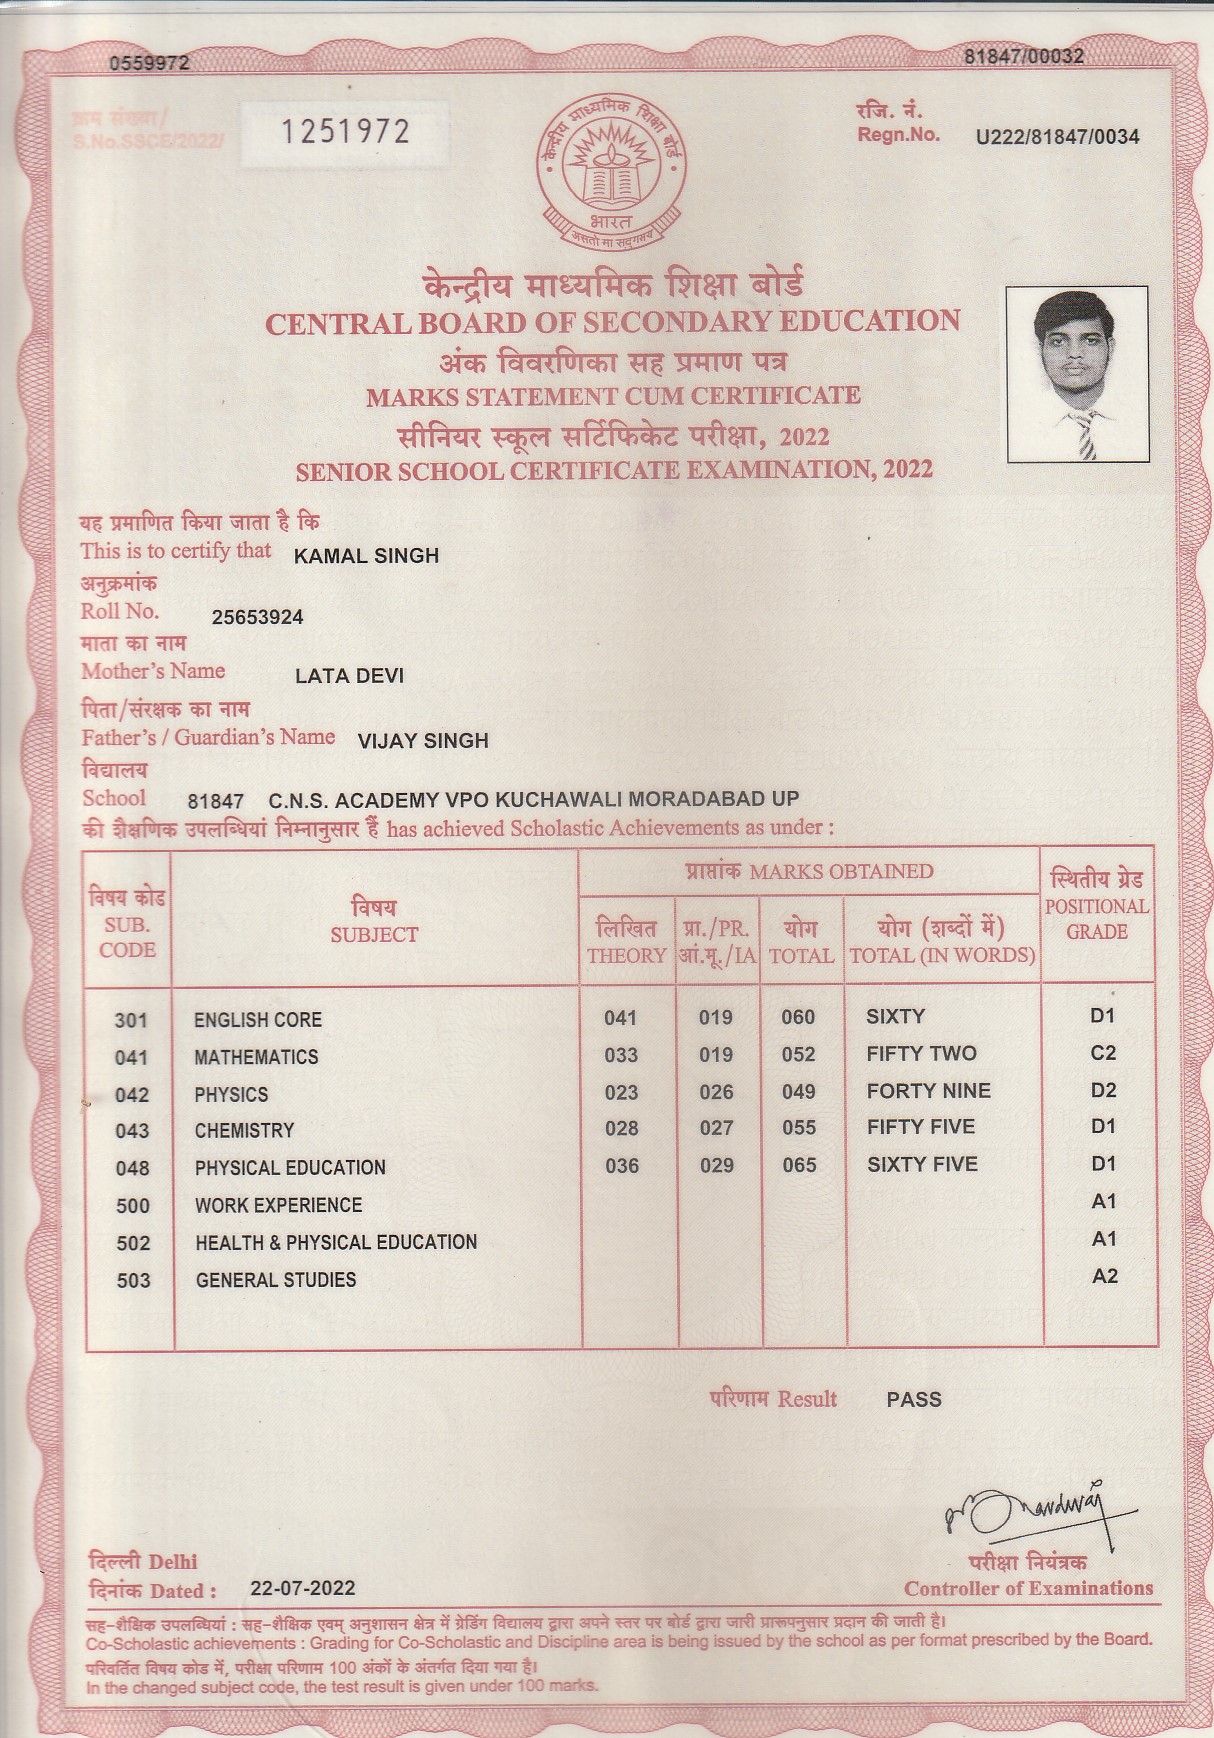 0559972 81847/00032
क्रम संख्या/
S.No.SSCE/2022/ 1251972
रजि. नं.
Regn.No. U222/81847/0034
केन्द्रीय माध्यमिक शिक्षा बोर्ड
भारत
असतो मा सद्गमय
केन्द्रीय माध्यमिक शिक्षा बोर्ड
CENTRAL BOARD OF SECONDARY EDUCATION
अंक विवरणिका सह प्रमाण पत्र
MARKS STATEMENT CUM CERTIFICATE
सीनियर स्कूल सर्टिफिकेट परीक्षा, 2022
SENIOR SCHOOL CERTIFICATE EXAMINATION, 2022
यह प्रमाणित किया जाता है कि
This is to certify that KAMAL SINGH
अनुक्रमांक
Roll No. 25653924
माता का नाम
Mother's Name LATA DEVI
पिता/संरक्षक का नाम
Father's / Guardian's Name VIJAY SINGH
विद्यालय
School 81847 C.N.S. ACADEMY VPO KUCHAWALI MORADABAD UP
की शैक्षणिक उपलब्धियां निम्नानुसार हैं has achieved Scholastic Achievements as under :
विषय कोड
SUB.
CODE
विषय
SUBJECT
प्राप्तांक MARKS OBTAINED
लिखित
THEORY
प्रा./PR.
आं.मू./IA
योग
TOTAL
योग (शब्दों में)
TOTAL (IN WORDS)
स्थितीय ग्रेड
POSITIONAL
GRADE
301 ENGLISH CORE 041 019 060 SIXTY D1
041 MATHEMATICS 033 019 052 FIFTY TWO C2
042 PHYSICS 023 026 049 FORTY NINE D2
043 CHEMISTRY 028 027 055 FIFTY FIVE D1
048 PHYSICAL EDUCATION 036 029 065 SIXTY FIVE D1
500 WORK EXPERIENCE A1
502 HEALTH & PHYSICAL EDUCATION A1
503 GENERAL STUDIES A2
परिणाम Result PASS
दिल्ली Delhi
दिनांक Dated : 22-07-2022
परीक्षा नियंत्रक
Controller of Examinations
सह-शैक्षिक उपलब्धियां : सह-शैक्षिक एवम् अनुशासन क्षेत्र में ग्रेडिंग विद्यालय द्वारा अपने स्तर पर बोर्ड द्वारा जारी प्रारूपनुसार प्रदान की जाती है।
Co-Scholastic achievements : Grading for Co-Scholastic and Discipline area is being issued by the school as per format prescribed by the Board.
परिवर्तित विषय कोड में, परीक्षा परिणाम 100 अंकों के अंतर्गत दिया गया है।
In the changed subject code, the test result is given under 100 marks.